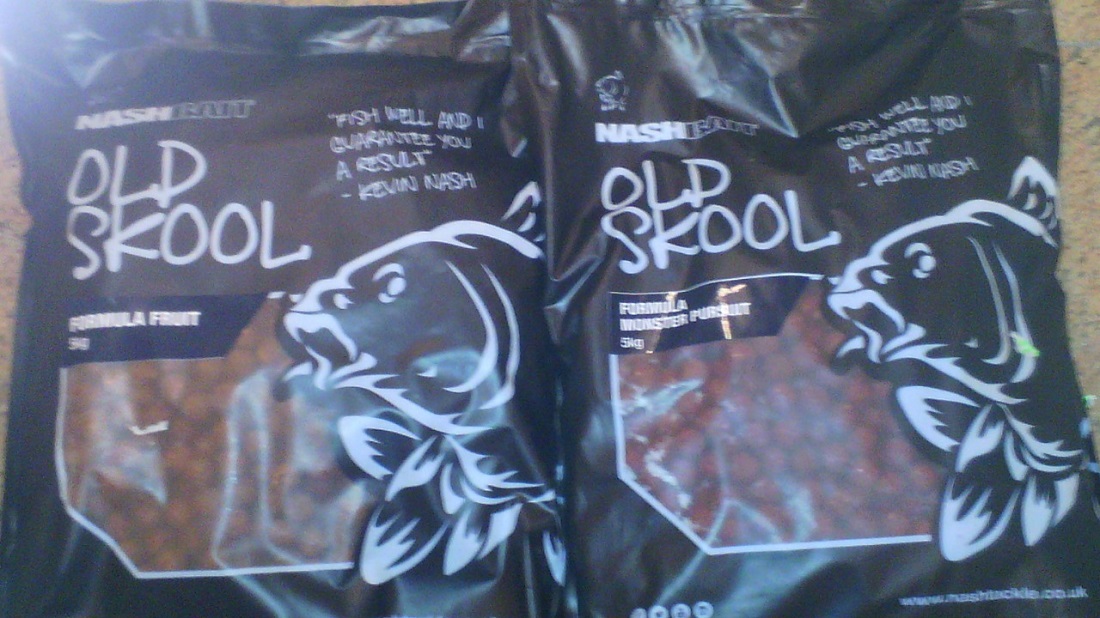 NASHBAIT
OLD
SKOOL
"FISH WELL AND I
GUARANTEE YOU
A RESULT"
- KEVIN NASH
FORMULA FRUIT
5kg
NASHBAIT
OLD
SKOOL
"FISH WELL AND I
GUARANTEE YOU
A RESULT"
- KEVIN NASH
FORMULA
MONSTER PURSUIT
5kg
www.nashtackle.co.uk